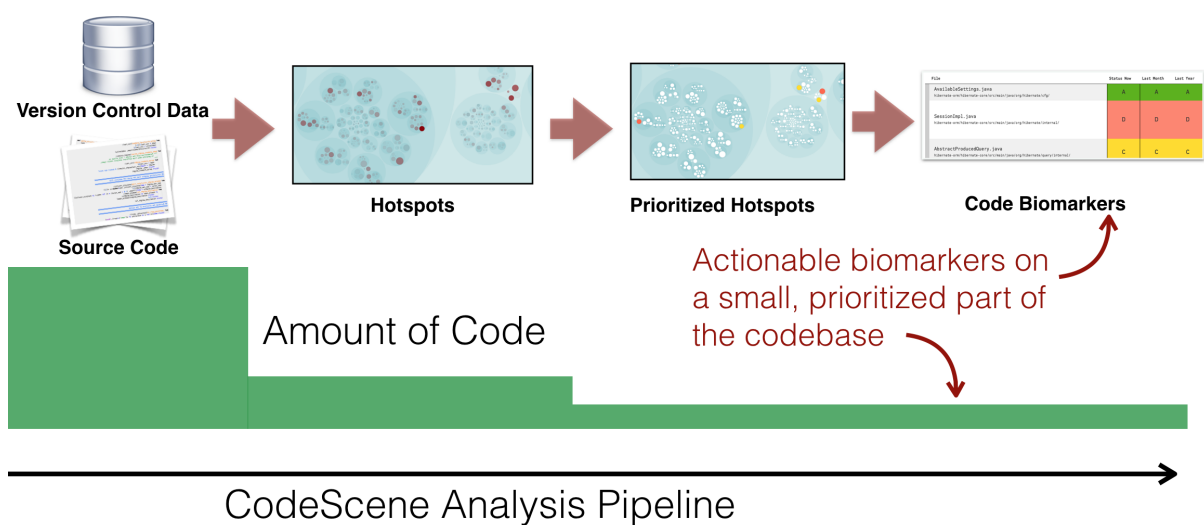 Version Control Data
Source Code
Hotspots
Prioritized Hotspots
File
Status Now
Last Month
Last Year
AvailableSettings.java
A
A
A
SessionImpl.java
D
D
D
AbstractProducedQuery.java
C
C
C
Code Biomarkers
Actionable biomarkers on
a small, prioritized part of
the codebase
Amount of Code
CodeScene Analysis Pipeline